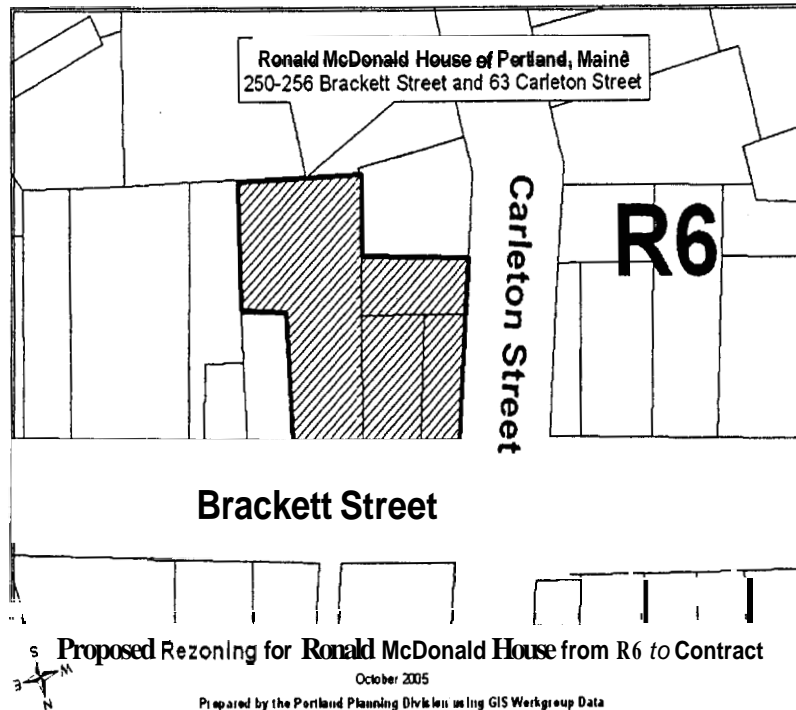 Ronald McDonald House of Portland, Maine
250-256 Brackett Street and 63 Carleton Street
Carleton Street
R6
Brackett Street
Proposed Rezoning for Ronald McDonald House from R6 to Contract
S
W
E
N
October 2005
Prepared by the Portland Planning Division using GIS Workgroup Data